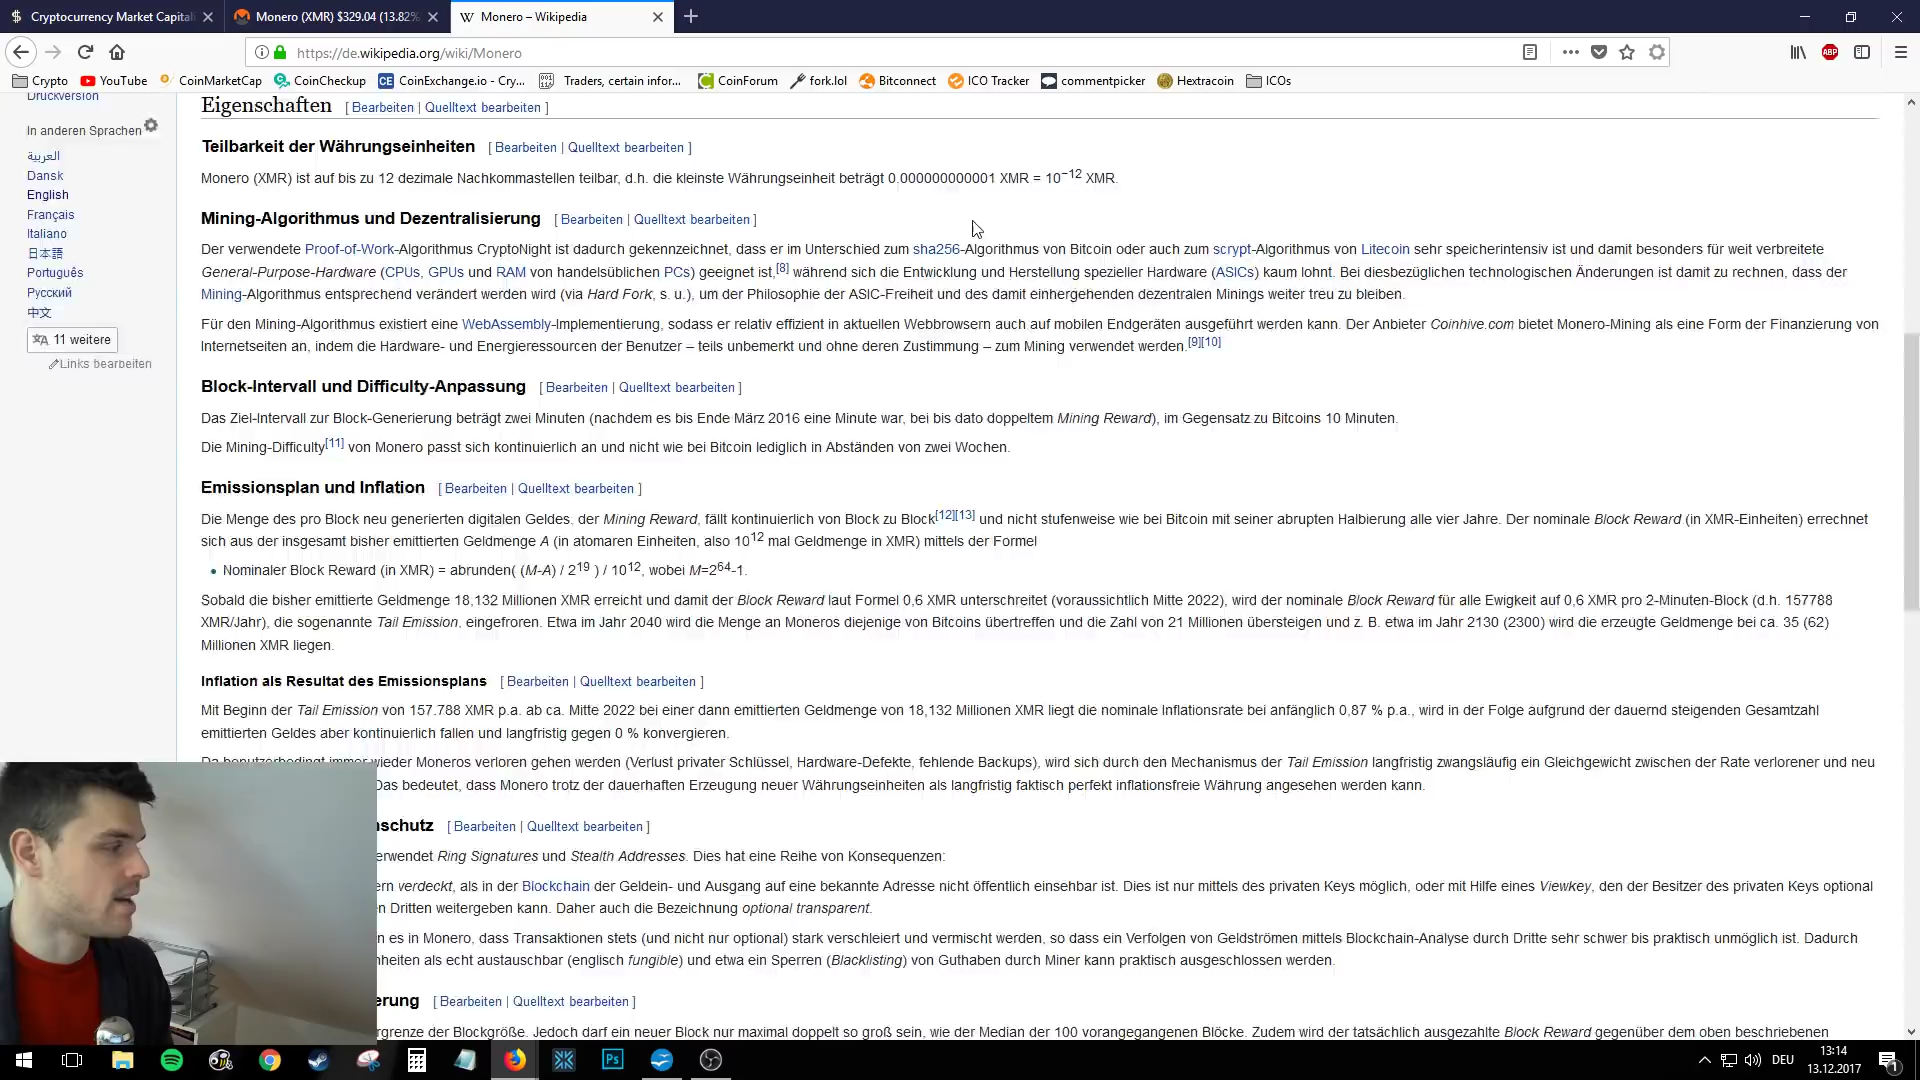 Cryptocurrency Market Capitali
Monero (XMR) $329.04 (13.82%
Monero – Wikipedia
https://de.wikipedia.org/wiki/Monero
Crypto YouTube CoinMarketCap CoinCheckup CoinExchange.io - Cry... Traders, certain infor... CoinForum fork.lol Bitconnect ICO Tracker commentpicker Hextracoin ICOs
Druckversion
In anderen Sprachen
العربية
Dansk
English
Français
Italiano
日本語
Português
Русский
中文
11 weitere
Links bearbeiten
Eigenschaften [ Bearbeiten | Quelltext bearbeiten ]
Teilbarkeit der Währungseinheiten [ Bearbeiten | Quelltext bearbeiten ]
Monero (XMR) ist auf bis zu 12 dezimale Nachkommastellen teilbar, d.h. die kleinste Währungseinheit beträgt 0.000000000001 XMR = 10⁻¹² XMR.
Mining-Algorithmus und Dezentralisierung [ Bearbeiten | Quelltext bearbeiten ]
Der verwendete Proof-of-Work-Algorithmus CryptoNight ist dadurch gekennzeichnet, dass er im Unterschied zum sha256-Algorithmus von Bitcoin oder auch zum scrypt-Algorithmus von Litecoin sehr speicherintensiv ist und damit besonders für weit verbreitete
General-Purpose-Hardware (CPUs, GPUs und RAM von handelsüblichen PCs) geeignet ist,[8] während sich die Entwicklung und Herstellung spezieller Hardware (ASICs) kaum lohnt. Bei diesbezüglichen technologischen Änderungen ist damit zu rechnen, dass der
Mining-Algorithmus entsprechend verändert werden wird (via Hard Fork, s. u.), um der Philosophie der ASIC-Freiheit und des damit einhergehenden dezentralen Minings weiter treu zu bleiben.
Für den Mining-Algorithmus existiert eine WebAssembly-Implementierung, sodass er relativ effizient in aktuellen Webbrowsern auch auf mobilen Endgeräten ausgeführt werden kann. Der Anbieter Coinhive.com bietet Monero-Mining als eine Form der Finanzierung von
Internetseiten an, indem die Hardware- und Energieressourcen der Benutzer – teils unbemerkt und ohne deren Zustimmung – zum Mining verwendet werden.[9][10]
Block-Intervall und Difficulty-Anpassung [ Bearbeiten | Quelltext bearbeiten ]
Das Ziel-Intervall zur Block-Generierung beträgt zwei Minuten (nachdem es bis Ende März 2016 eine Minute war, bei bis dato doppeltem Mining Reward), im Gegensatz zu Bitcoins 10 Minuten.
Die Mining-Difficulty[11] von Monero passt sich kontinuierlich an und nicht wie bei Bitcoin lediglich in Abständen von zwei Wochen.
Emissionsplan und Inflation [ Bearbeiten | Quelltext bearbeiten ]
Die Menge des pro Block neu generierten digitalen Geldes, der Mining Reward, fällt kontinuierlich von Block zu Block[12][13] und nicht stufenweise wie bei Bitcoin mit seiner abrupten Halbierung alle vier Jahre. Der nominale Block Reward (in XMR-Einheiten) errechnet
sich aus der insgesamt bisher emittierten Geldmenge A (in atomaren Einheiten, also 10¹² mal Geldmenge in XMR) mittels der Formel
• Nominaler Block Reward (in XMR) = abrunden( (M-A) / 2¹⁹ ) / 10¹², wobei M=2⁶⁴-1.
Sobald die bisher emittierte Geldmenge 18,132 Millionen XMR erreicht und damit der Block Reward laut Formel 0,6 XMR unterschreitet (voraussichtlich Mitte 2022), wird der nominale Block Reward für alle Ewigkeit auf 0,6 XMR pro 2-Minuten-Block (d.h. 157788
XMR/Jahr), die sogenannte Tail Emission, eingefroren. Etwa im Jahr 2040 wird die Menge an Moneros diejenige von Bitcoins übertreffen und die Zahl von 21 Millionen übersteigen und z. B. etwa im Jahr 2130 (2300) wird die erzeugte Geldmenge bei ca. 35 (62)
Millionen XMR liegen.
Inflation als Resultat des Emissionsplans [ Bearbeiten | Quelltext bearbeiten ]
Mit Beginn der Tail Emission von 157.788 XMR p.a. ab ca. Mitte 2022 bei einer dann emittierten Geldmenge von 18,132 Millionen XMR liegt die nominale Inflationsrate bei anfänglich 0,87 % p.a., wird in der Folge aufgrund der dauernd steigenden Gesamtzahl
emittierten Geldes aber kontinuierlich fallen und langfristig gegen 0 % konvergieren.
Da benutzerbedingt immer wieder Moneros verloren gehen werden (Verlust privater Schlüssel, Hardware-Defekte, fehlende Backups), wird sich durch den Mechanismus der Tail Emission langfristig zwangsläufig ein Gleichgewicht zwischen der Rate verlorener und neu
Das bedeutet, dass Monero trotz der dauerhaften Erzeugung neuer Währungseinheiten als langfristig faktisch perfekt inflationsfreie Währung angesehen werden kann.
nschutz [ Bearbeiten | Quelltext bearbeiten ]
erwendet Ring Signatures und Stealth Addresses. Dies hat eine Reihe von Konsequenzen:
ern verdeckt, als in der Blockchain der Geldein- und Ausgang auf eine bekannte Adresse nicht öffentlich einsehbar ist. Dies ist nur mittels des privaten Keys möglich, oder mit Hilfe eines Viewkey, den der Besitzer des privaten Keys optional
n Dritten weitergeben kann. Daher auch die Bezeichnung optional transparent.
n es in Monero, dass Transaktionen stets (und nicht nur optional) stark verschleiert und vermischt werden, so dass ein Verfolgen von Geldströmen mittels Blockchain-Analyse durch Dritte sehr schwer bis praktisch unmöglich ist. Dadurch
nheiten als echt austauschbar (englisch fungible) und etwa ein Sperren (Blacklisting) von Guthaben durch Miner kann praktisch ausgeschlossen werden.
erung [ Bearbeiten | Quelltext bearbeiten ]
rgrenze der Blockgröße. Jedoch darf ein neuer Block nur maximal doppelt so groß sein, wie der Median der 100 vorangegangenen Blöcke. Zudem wird der tatsächlich ausgezahlte Block Reward gegenüber dem oben beschriebenen
DEU
13:14
13.12.2017